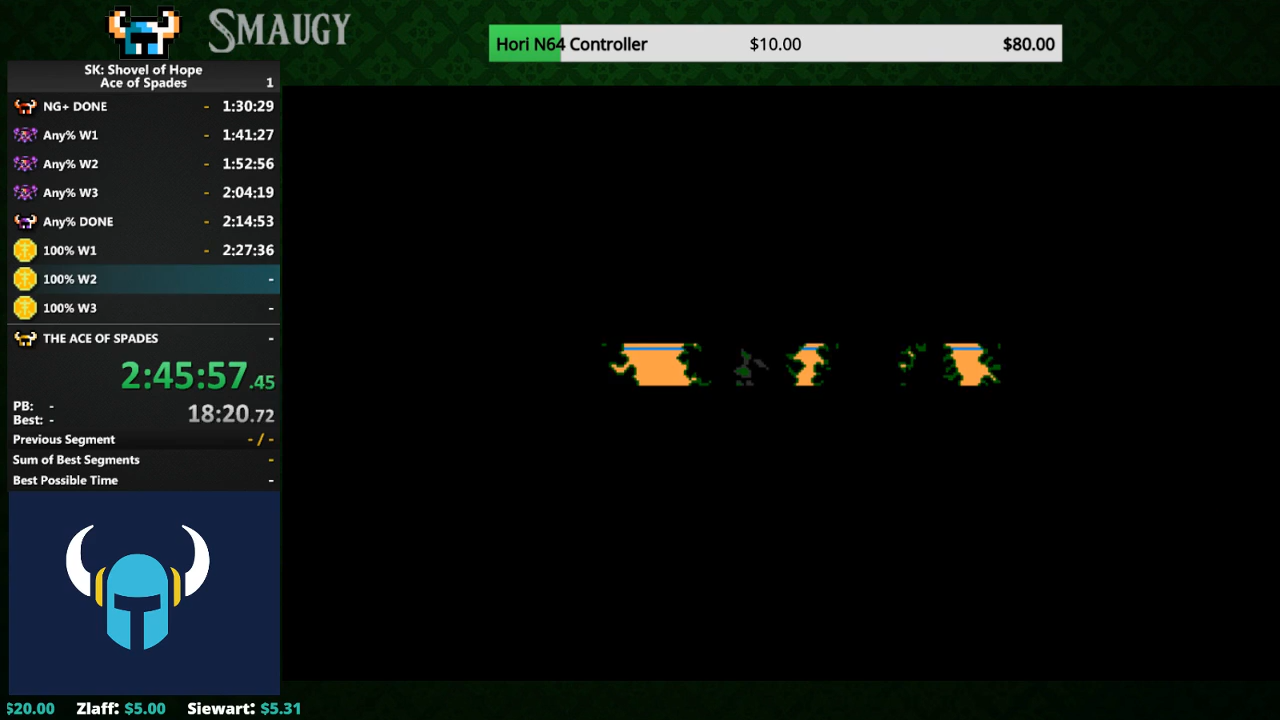 SMAUGY
Hori N64 Controller $10.00 $80.00
SK: Shovel of Hope
Ace of Spades 1
NG+ DONE - 1:30:29
Any% W1 - 1:41:27
Any% W2 - 1:52:56
Any% W3 - 2:04:19
Any% DONE - 2:14:53
100% W1 - 2:27:36
100% W2 -
100% W3 -
THE ACE OF SPADES -
2:45:57.45
PB: -
Best: - 18:20.72
Previous Segment - / -
Sum of Best Segments -
Best Possible Time -
$20.00 Zlaff: $5.00 Siewart: $5.31